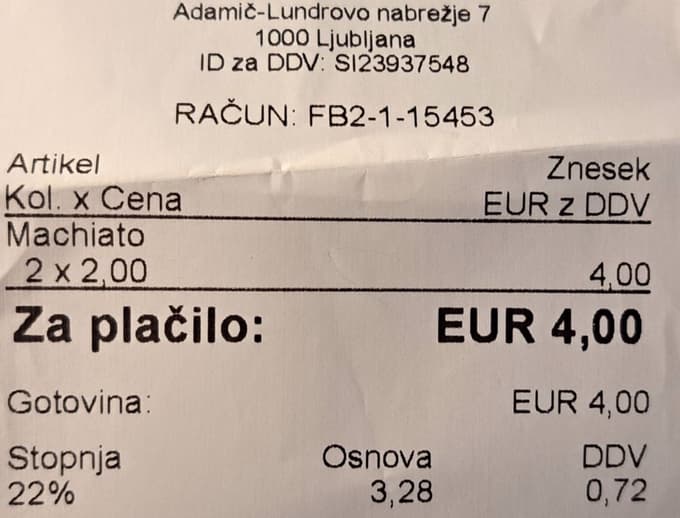 Adamič-Lundrovo nabrežje 7
1000 Ljubljana
ID za DDV: SI23937548
RAČUN: FB2-1-15453
Artikel Znesek
Kol. x Cena EUR z DDV
Machiato
2 x 2,00 4,00
Za plačilo: EUR 4,00
Gotovina: EUR 4,00
Stopnja Osnova DDV
22% 3,28 0,72